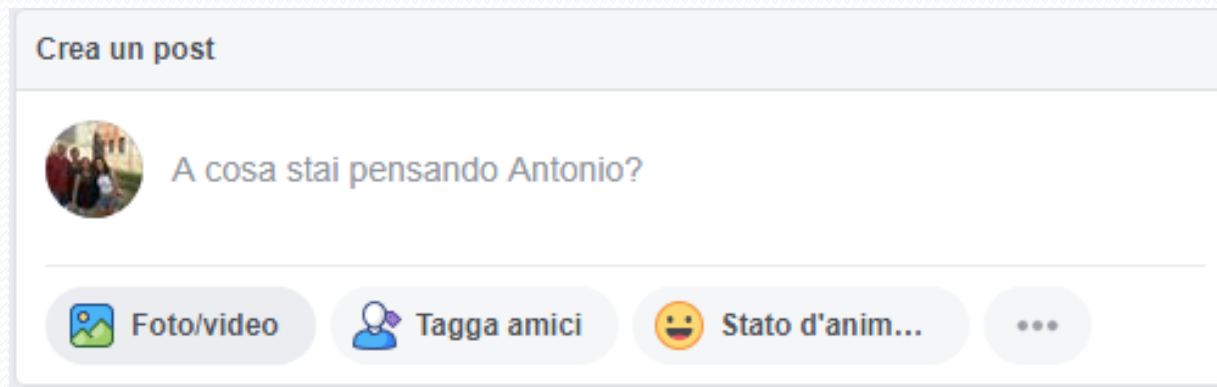 Crea un post
A cosa stai pensando Antonio?
Foto/video Tagga amici Stato d'anim...